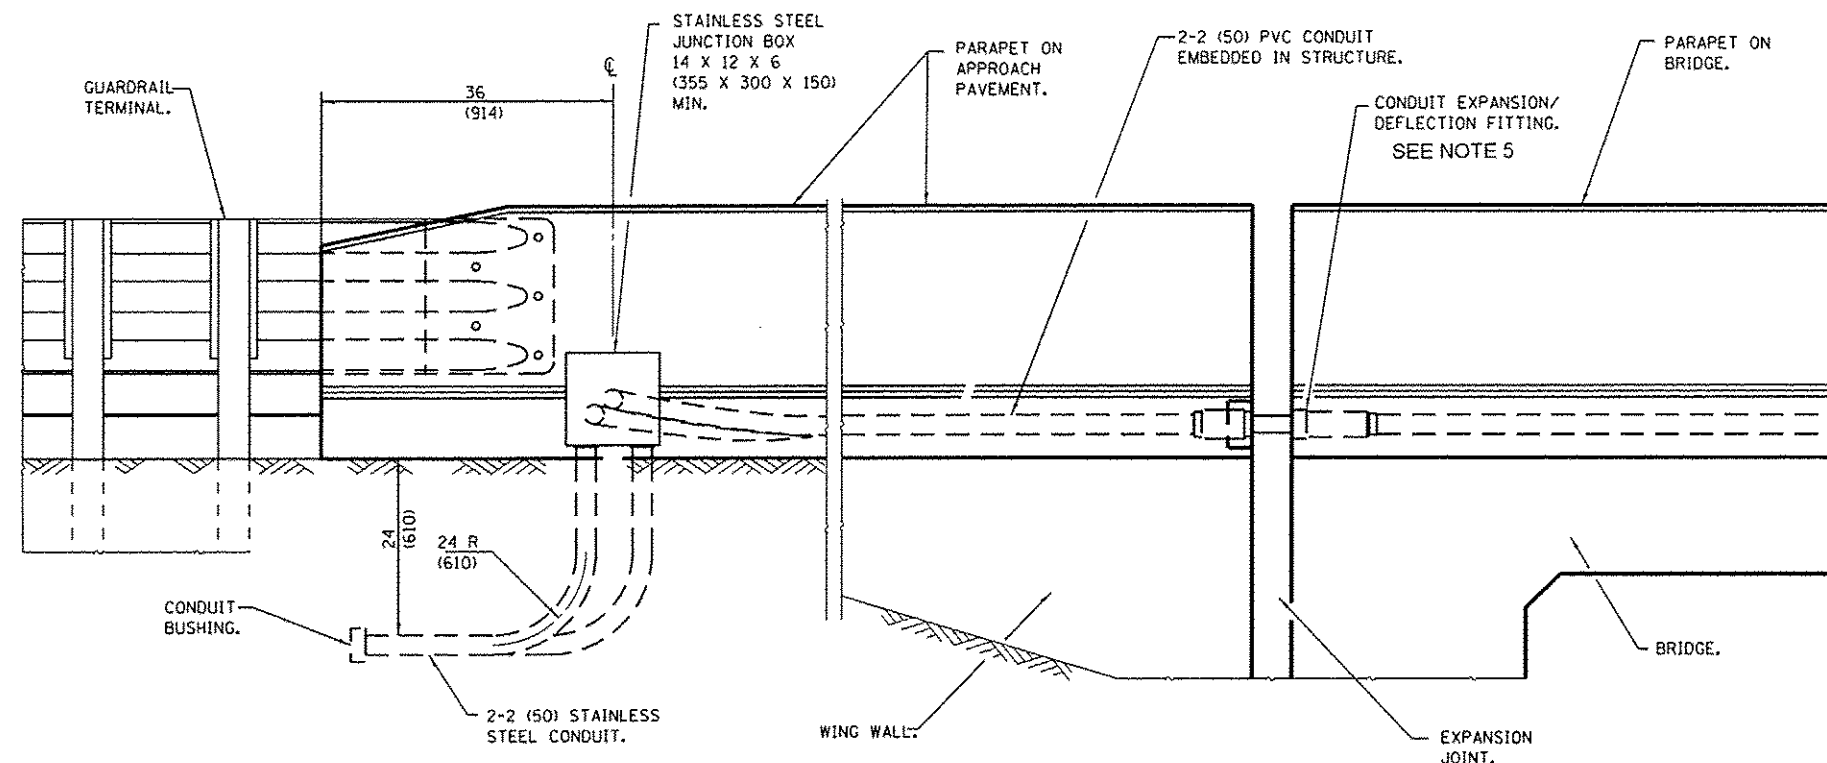 STAINLESS STEEL
JUNCTION BOX
14 X 12 X 6
(355 X 300 X 150)
MIN.
PARAPET ON
APPROACH
PAVEMENT.
2-2 (50) PVC CONDUIT
EMBEDDED IN STRUCTURE.
PARAPET ON
BRIDGE.
GUARDRAIL
TERMINAL.
℄
36
(914)
CONDUIT EXPANSION/
DEFLECTION FITTING.
SEE NOTE 5
24
(610)
24 R
(610)
CONDUIT
BUSHING.
2-2 (50) STAINLESS
STEEL CONDUIT.
WING WALL.
BRIDGE.
EXPANSION
JOINT.